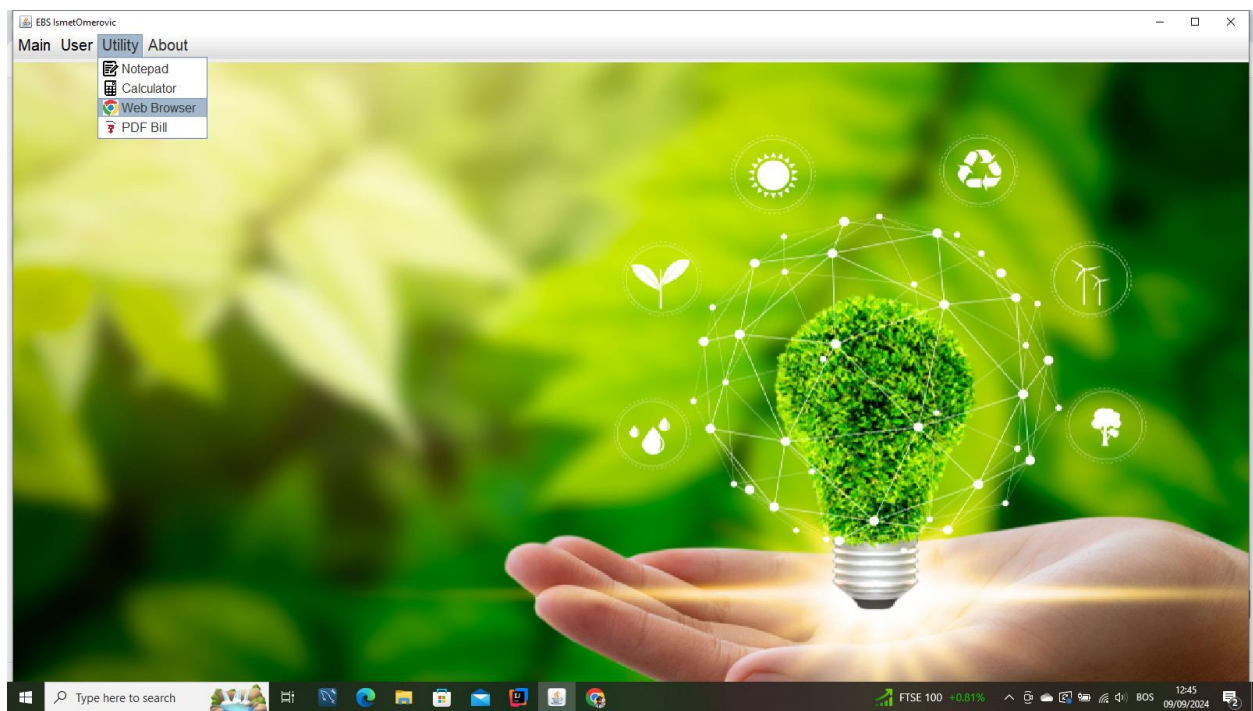 EBS IsmetOmerovic
Main User Utility About
Notepad
Calculator
Web Browser
PDF Bill
Type here to search
FTSE 100 +0.81%
BOS
12:45
09/09/2024
2